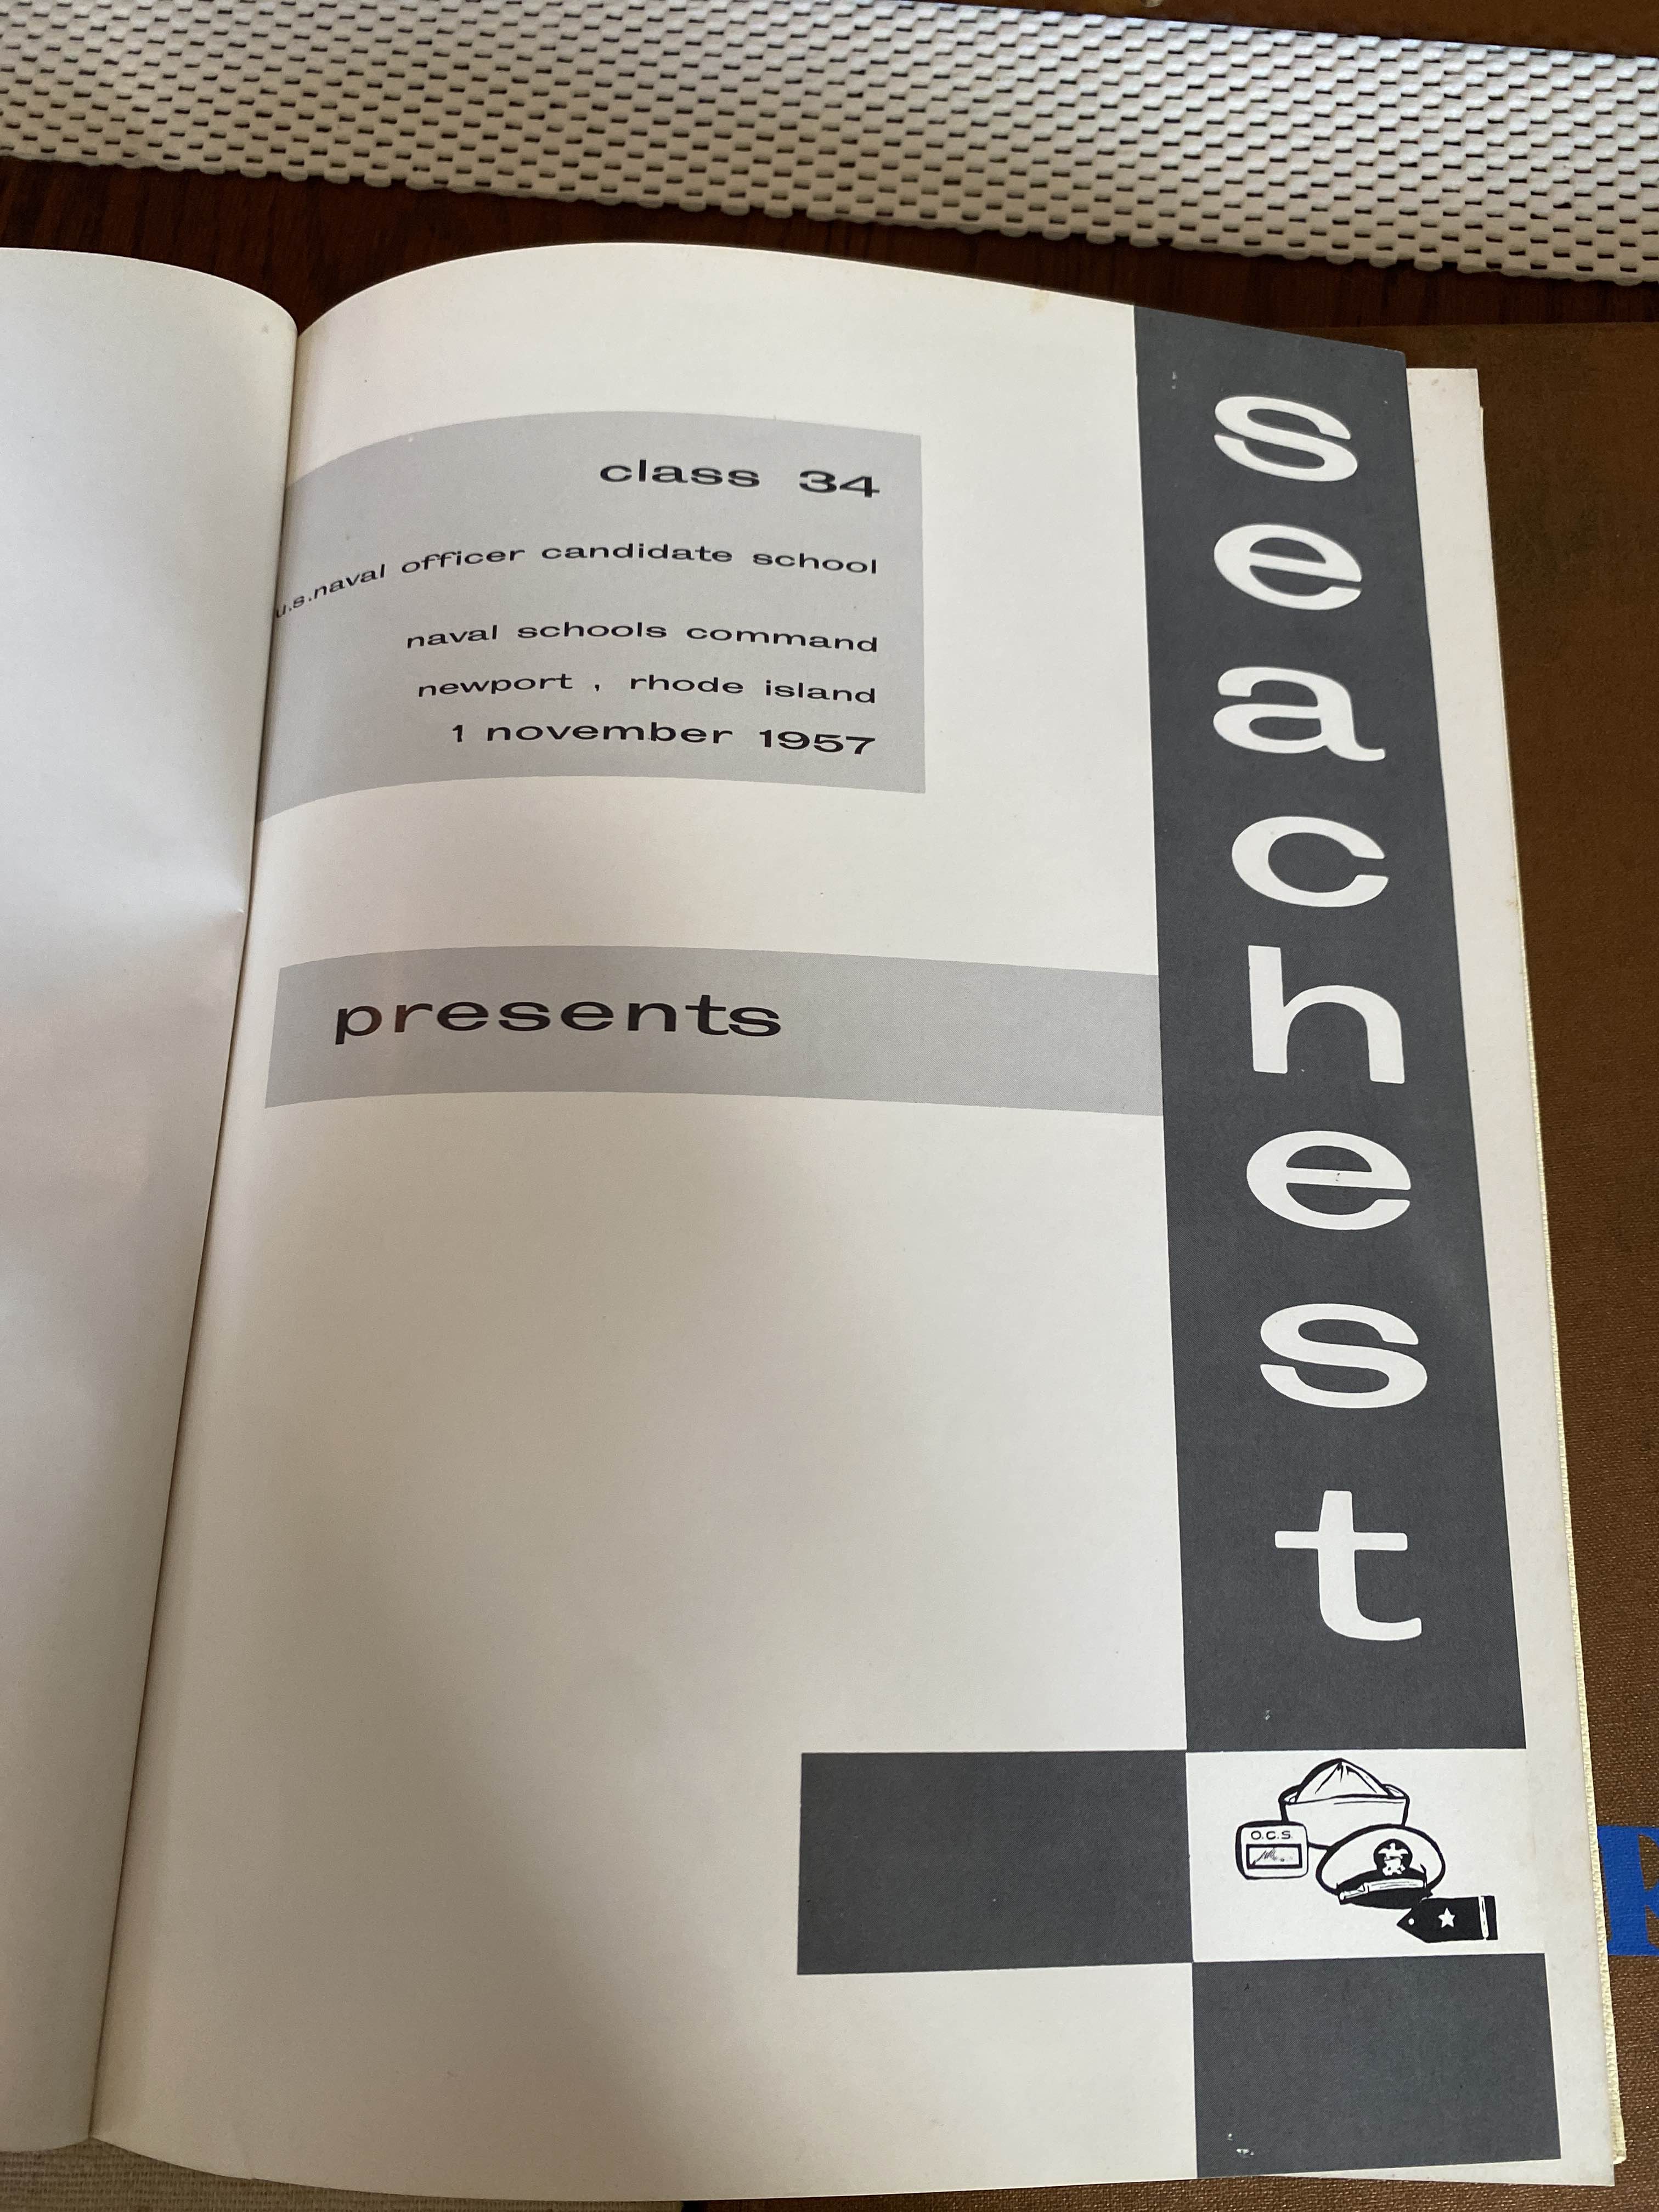 class 34
u.s.naval officer candidate school
naval schools command
newport , rhode island
1 november 1957
presents
seachest
O.C.S.